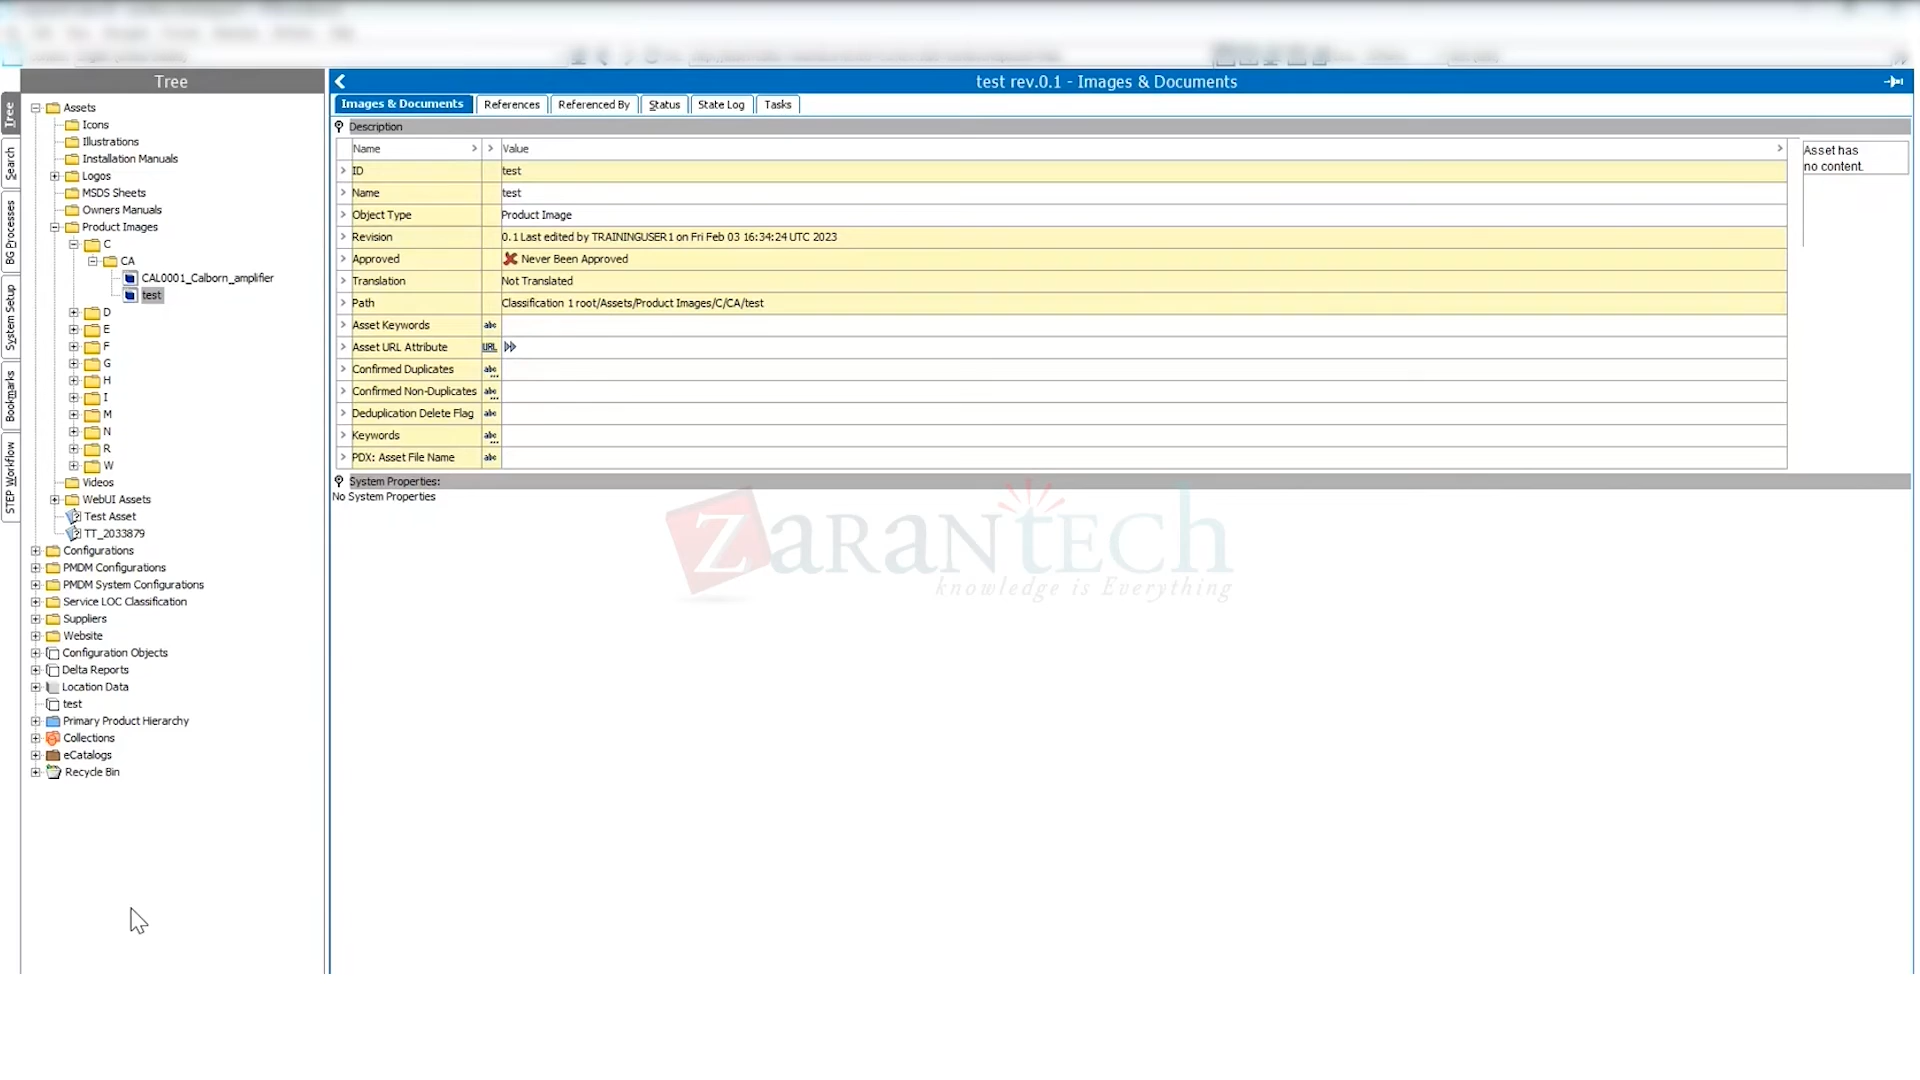 Tree
test rev.0.1 - Images & Documents
Tree
Search
BG Processes
System Setup
Bookmarks
STEP Workflow
Assets
Icons
Illustrations
Installation Manuals
Logos
MSDS Sheets
Owners Manuals
Product Images
C
CA
CAL0001_Calborn_amplifier
test
D
E
F
G
H
I
M
N
R
W
Videos
WebUI Assets
Test Asset
TT_2033879
Configurations
PMDM Configurations
PMDM System Configurations
Service LOC Classification
Suppliers
Website
Configuration Objects
Delta Reports
Location Data
test
Primary Product Hierarchy
Collections
eCatalogs
Recycle Bin
Images & Documents References Referenced By Status State Log Tasks
Description
Name > > Value >
ID test
Name test
Object Type Product Image
Revision 0.1 Last edited by TRAININGUSER1 on Fri Feb 03 16:34:24 UTC 2023
Approved Never Been Approved
Translation Not Translated
Path Classification 1 root/Assets/Product Images/C/CA/test
Asset Keywords abc
Asset URL Attribute URL
Confirmed Duplicates abc...
Confirmed Non-Duplicates abc...
Deduplication Delete Flag abc
Keywords abc...
PDX: Asset File Name abc
Asset has
no content.
System Properties:
No System Properties
ZaranTech
knowledge is Everything